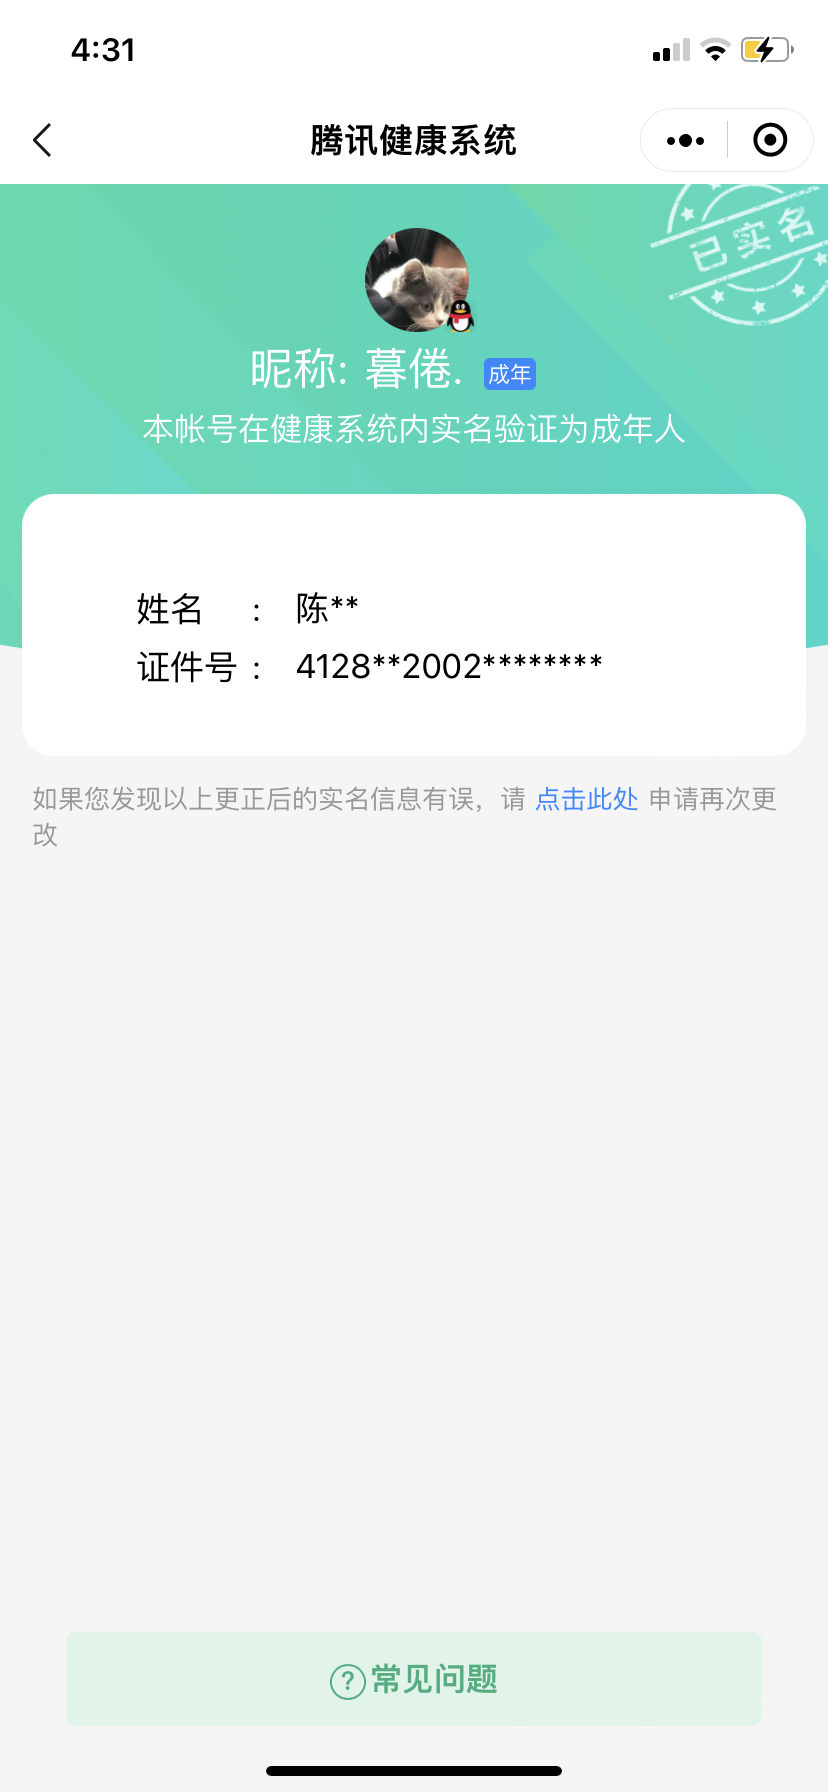 4:31
腾讯健康系统
已实名
昵称: 暮倦. 成年
本帐号在健康系统内实名验证为成年人
姓名 : 陈**
证件号 : 4128**2002********
如果您发现以上更正后的实名信息有误，请 点击此处 申请再次更
改
?常见问题